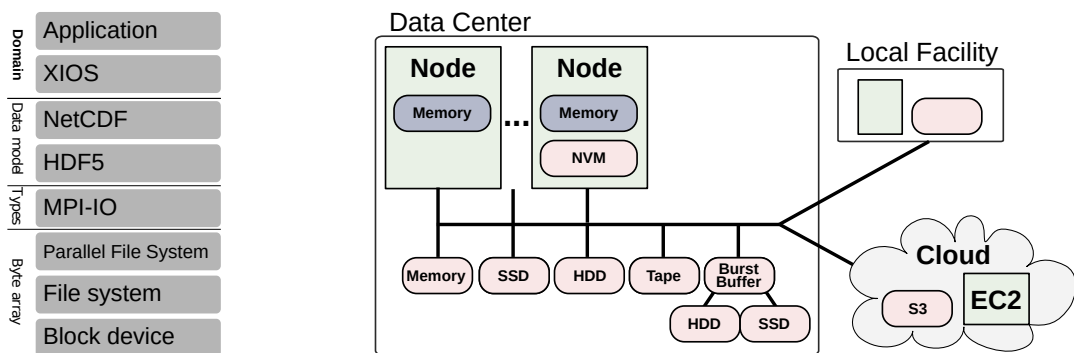 Domain
Application
XIOS
Data model
NetCDF
HDF5
Types
MPI-IO
Byte array
Parallel File System
File system
Block device
Data Center
Node
Memory
...
Node
Memory
NVM
Memory
SSD
HDD
Tape
Burst
Buffer
HDD
SSD
Local Facility
Cloud
S3
EC2